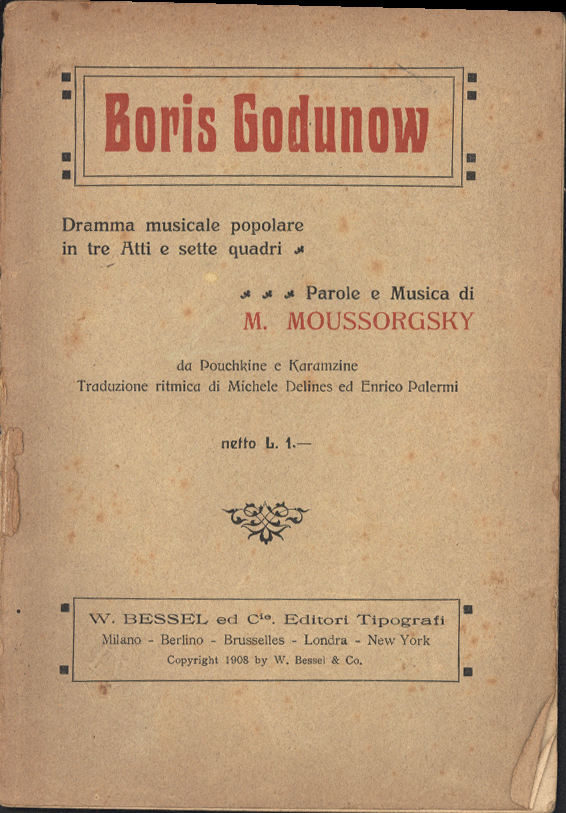 Boris Godunow
Dramma musicale popolare
in tre Atti e sette quadri
Parole e Musica di
M. MOUSSORGSKY
da Pouchkine e Karamzine
Traduzione ritmica di Michele Delines ed Enrico Palermi
netto L. 1.—
W. BESSEL ed Cie. Editori Tipografi
Milano - Berlino - Brusselles - Londra - New York
Copyright 1908 by W. Bessel & Co.